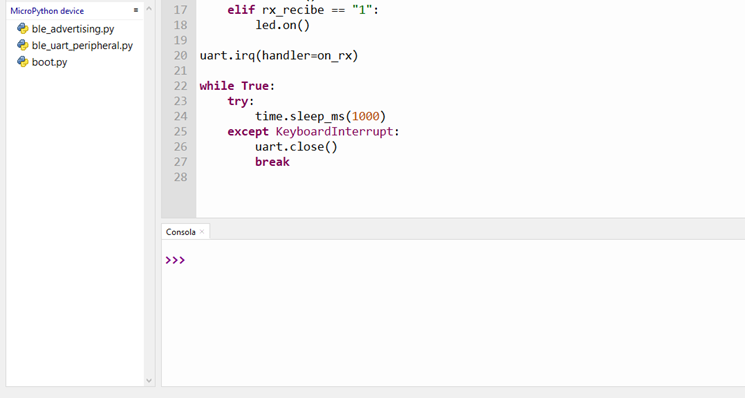 MicroPython device
ble_advertising.py
ble_uart_peripheral.py
boot.py
17 elif rx_recibe == "1":
18 led.on()
19
20 uart.irq(handler=on_rx)
21
22 while True:
23 try:
24 time.sleep_ms(1000)
25 except KeyboardInterrupt:
26 uart.close()
27 break
28
Consola
>>>